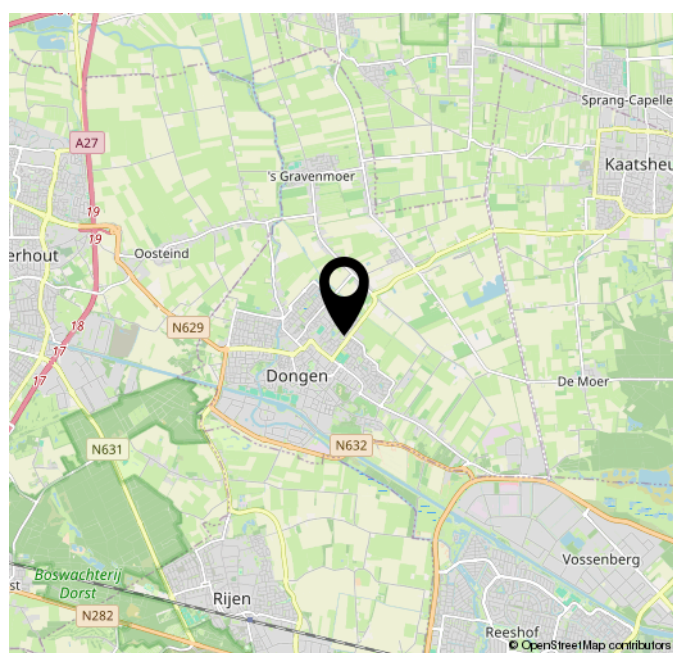 Sprang-Capelle
A27
Kaatsheu
's Gravenmoer
19
19
Oosteind
erhout
18
N629
17
Dongen
De Moer
17
N631
N632
Vossenberg
Boswachterij
Dorst
st
Rijen
N282
Reeshof
© OpenStreetMap contributors